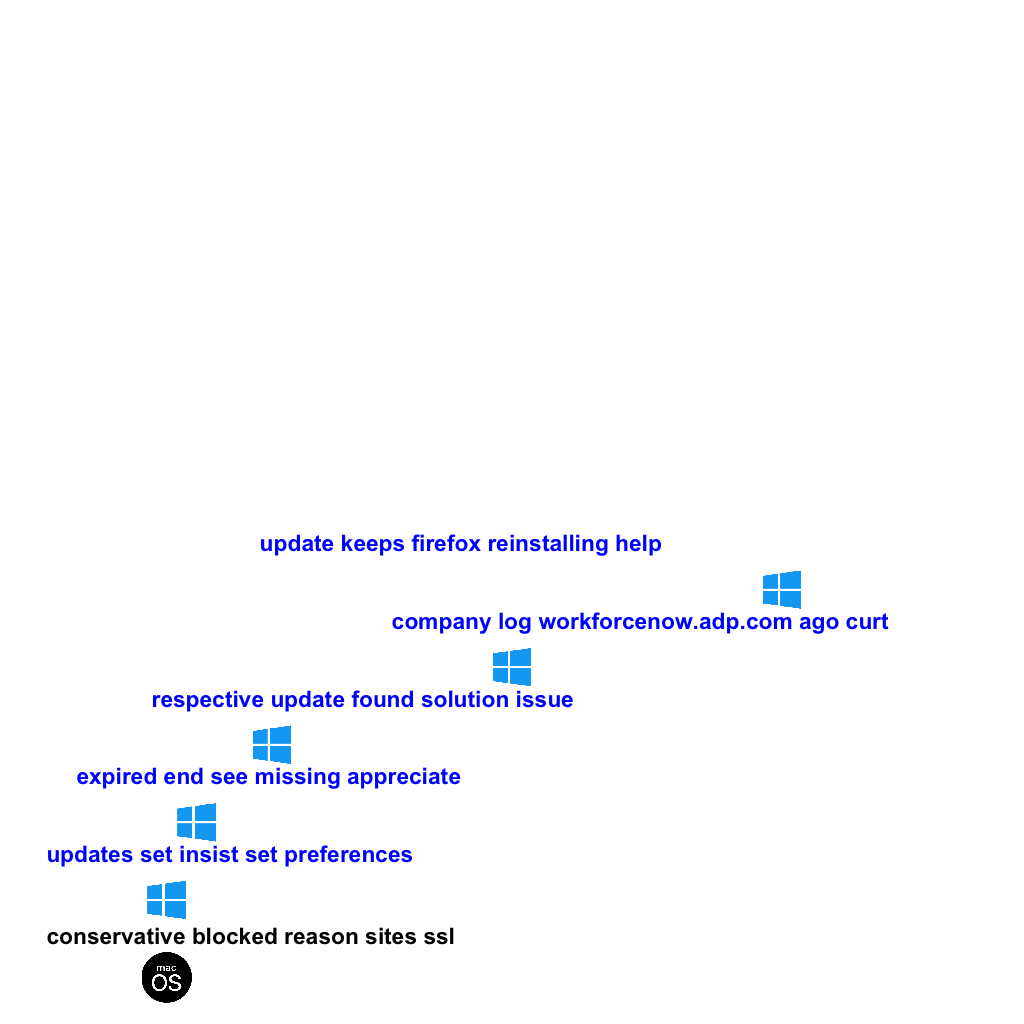 update keeps firefox reinstalling help
company log workforcenow.adp.com ago curt
respective update found solution issue
expired end see missing appreciate
updates set insist set preferences
conservative blocked reason sites ssl
mac
OS